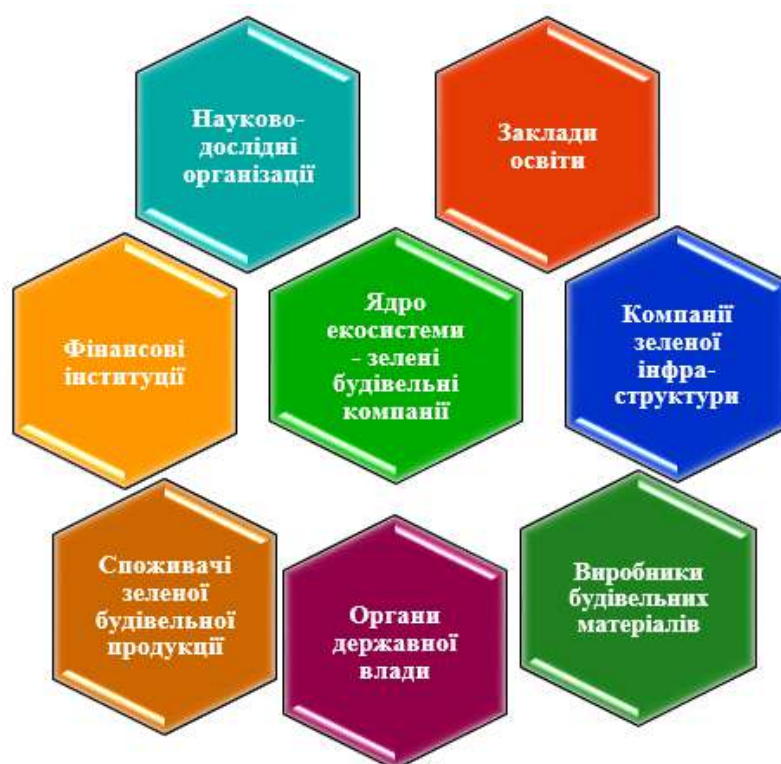 Науково-
дослідні
організації
Заклади
освіти
Фінансові
інституції
Ядро
екосистеми
- зелені
будівельні
компанії
Компанії
зеленої
інфра-
структури
Споживачі
зеленої
будівельної
продукції
Органи
державної
влади
Виробники
будівельних
матеріалів